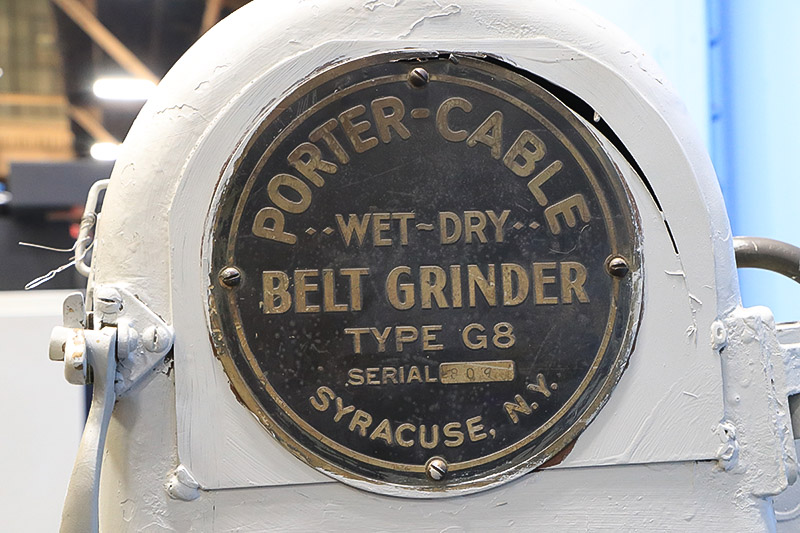 PORTER-CABLE
··WET~DRY··
BELT GRINDER
TYPE G8
SERIAL 809
SYRACUSE, N.Y.